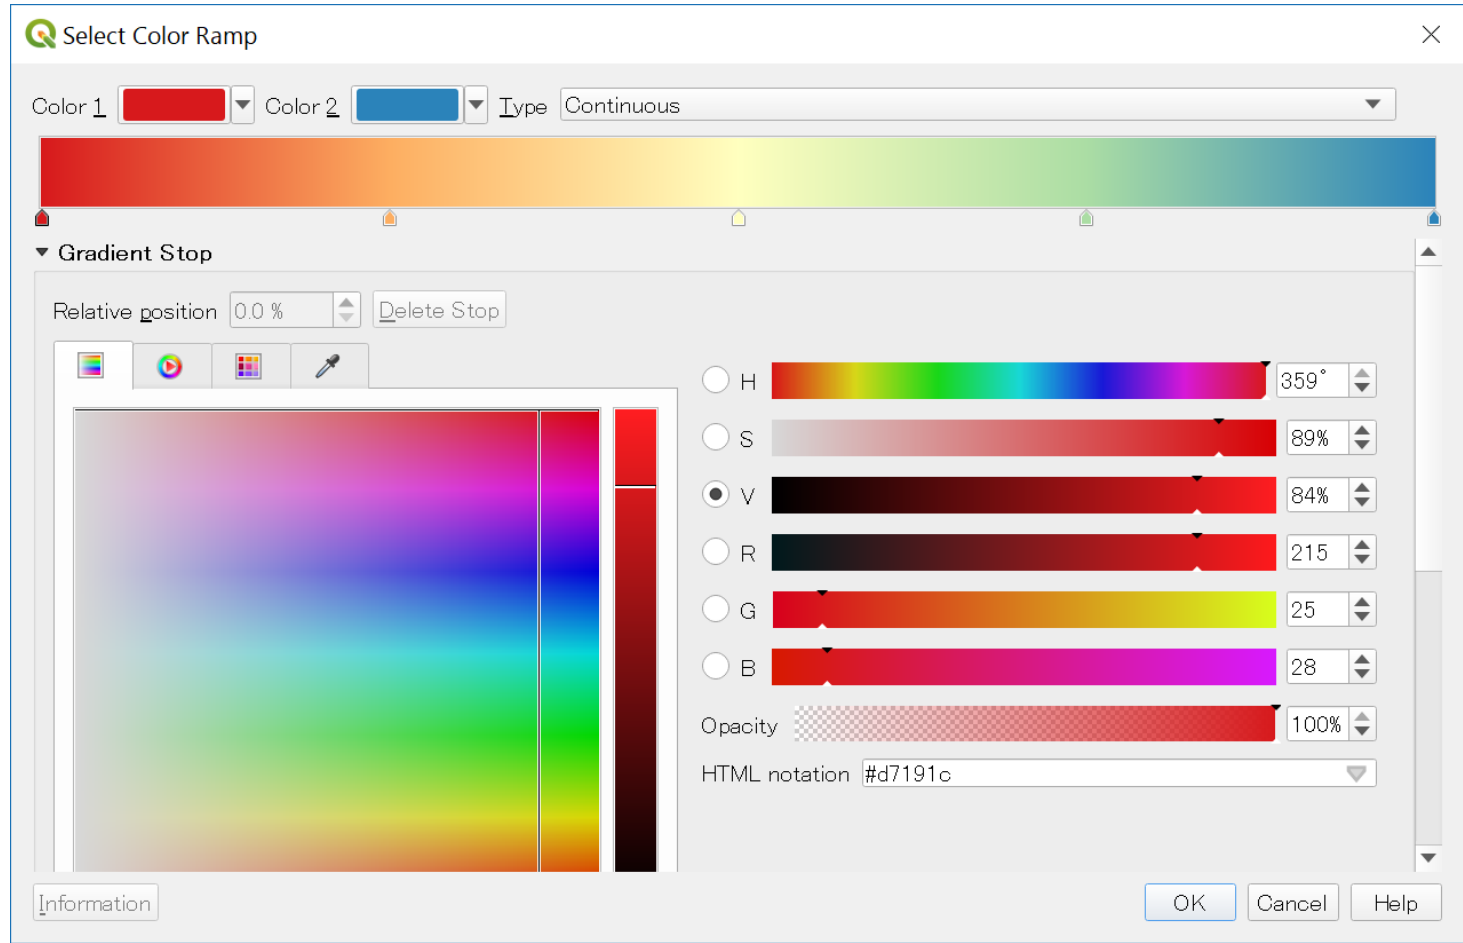 Select Color Ramp
Color 1 Color 2 Type Continuous
Gradient Stop
Relative position 0.0 % Delete Stop
H 359°
S 89%
V 84%
R 215
G 25
B 28
Opacity 100%
HTML notation #d7191c
Information OK Cancel Help